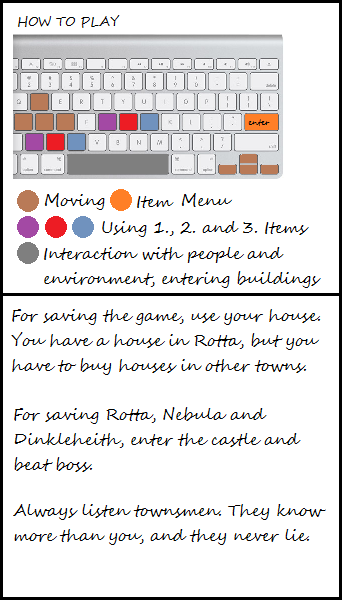 HOW TO PLAY
Q E R T Y U I O P
F J K L enter
V B N M
Moving Item Menu
Using 1., 2. and 3. Items
Interaction with people and
environment, entering buildings
For saving the game, use your house.
You have a house in Rotta, but you
have to buy houses in other towns.
For saving Rotta, Nebula and
Dinkleheith, enter the castle and
beat boss.
Always listen townsmen. They know
more than you, and they never lie.